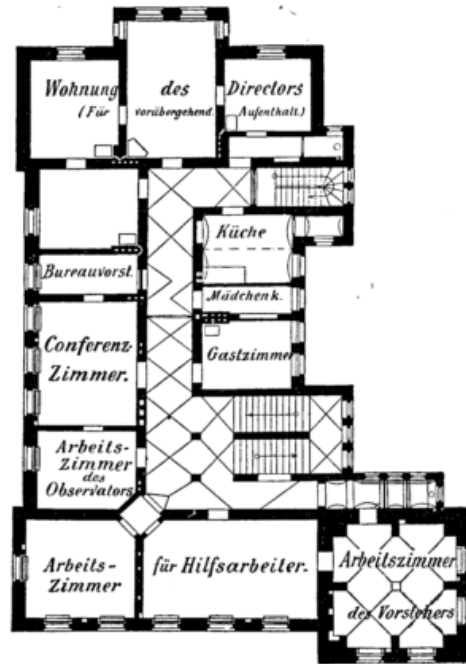 Wohnung des Directors
(Für vorübergehend. Aufenthalt.)
Küche
Bureauvorst.
Mädchenk.
Conferenz-
Zimmer.
Gastzimmer
Arbeits-
zimmer
des
Observators
Arbeits-
Zimmer
für Hilfsarbeiter.
Arbeitszimmer
des Vorstehers